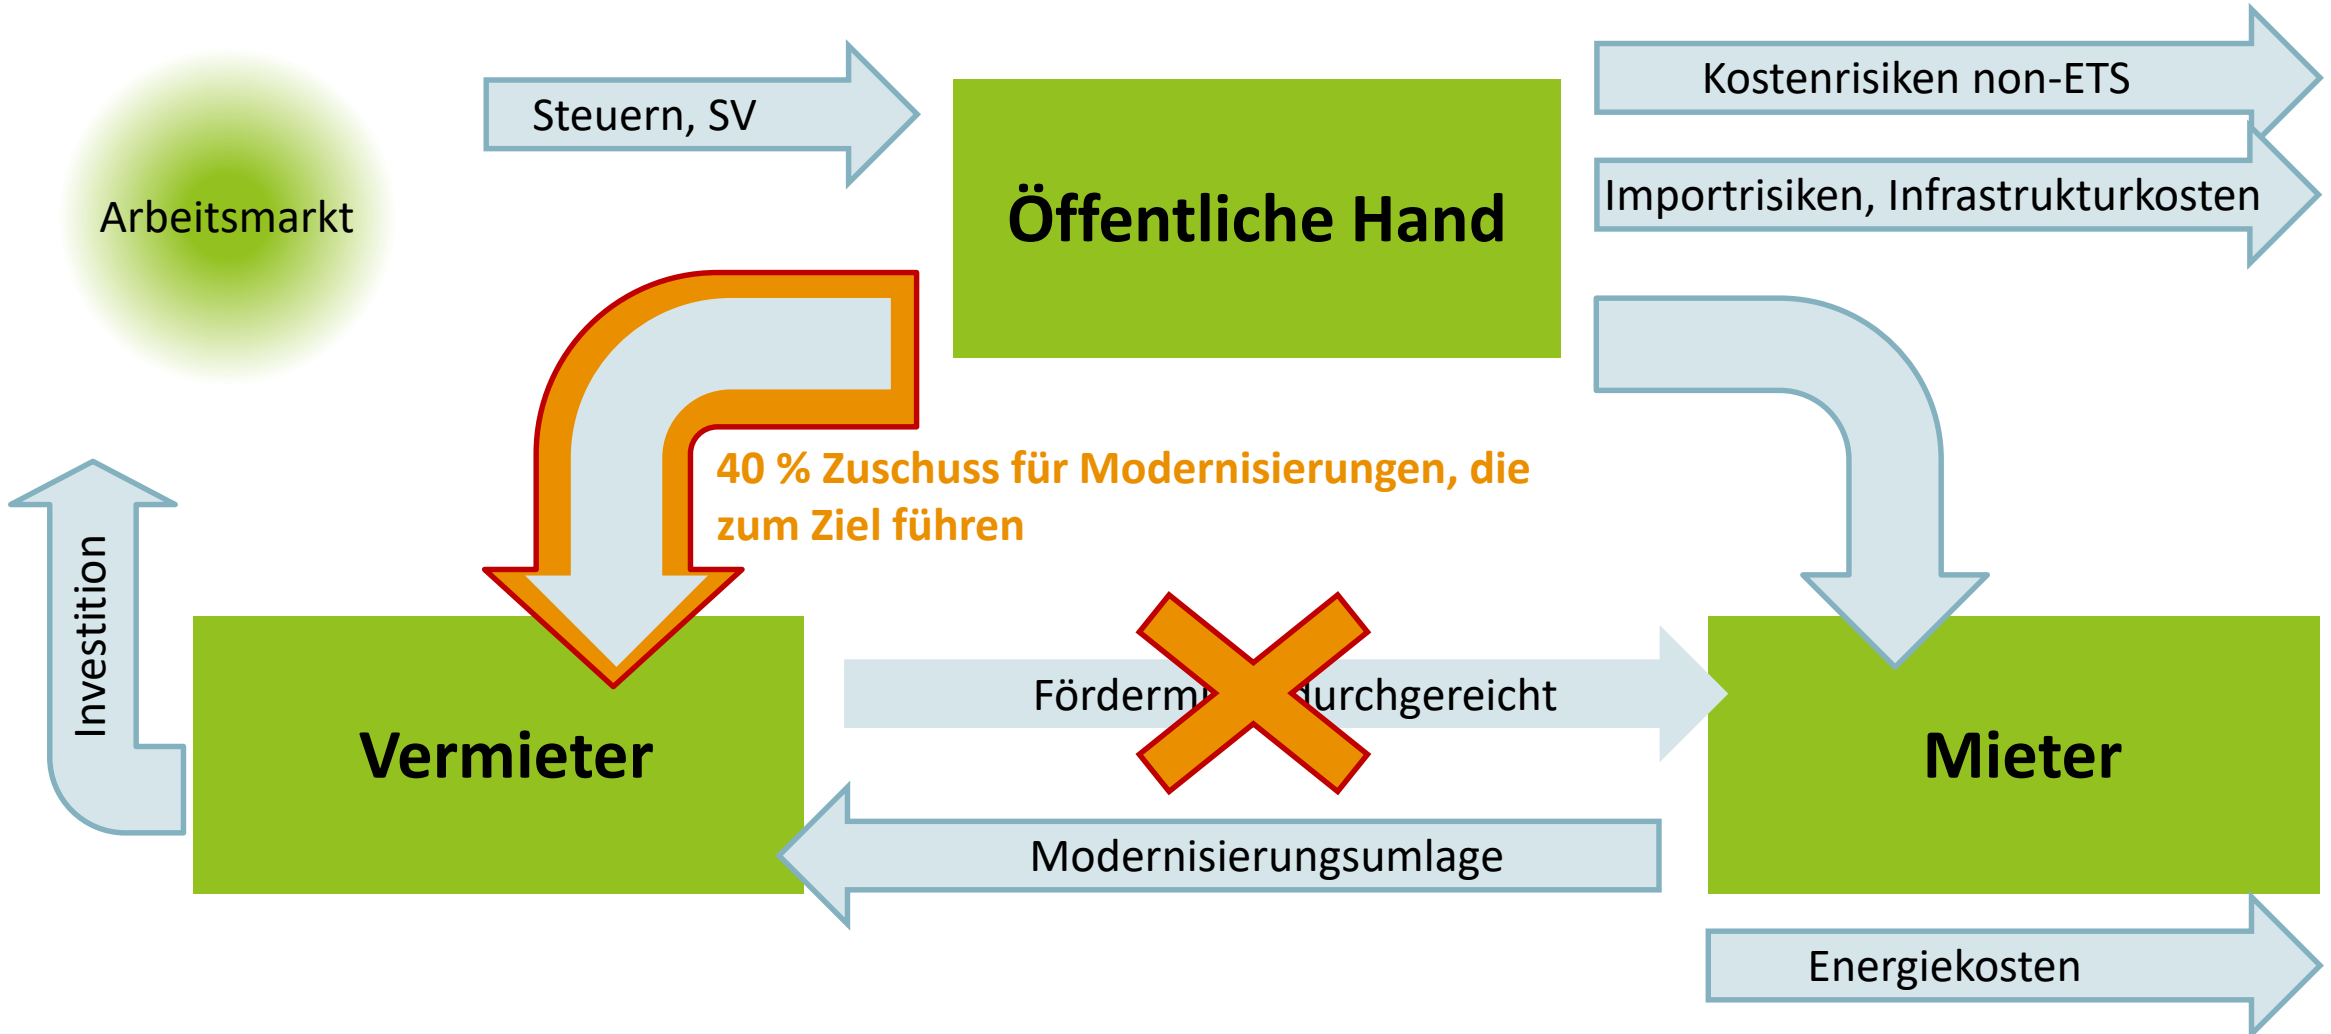 Kostenrisiken non-ETS
Steuern, SV
Importrisiken, Infrastrukturkosten
Öffentliche Hand
Arbeitsmarkt
40 % Zuschuss für Modernisierungen, die
zum Ziel führen
Investition
durchgereicht
Vermieter
Mieter
Modernisierungsumlage
Energiekosten